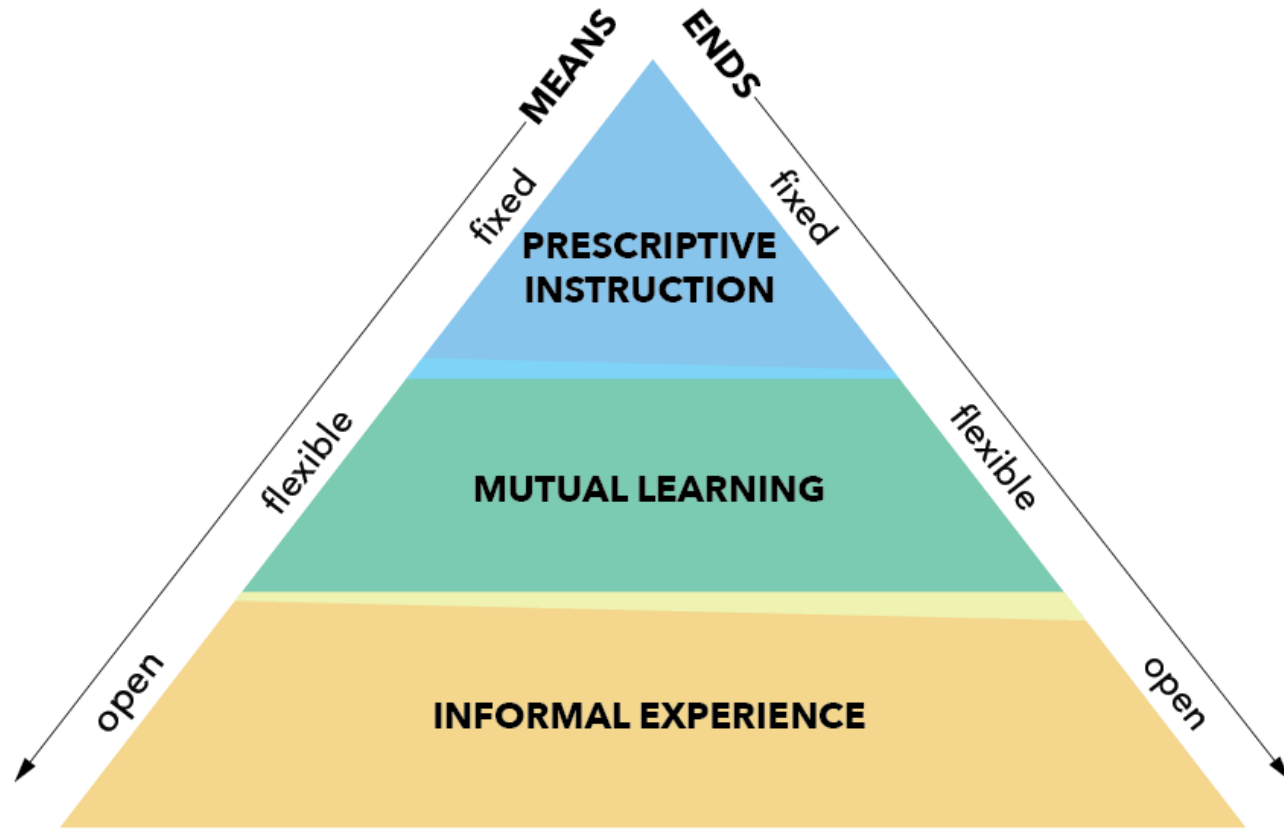 MEANS
ENDS
fixed
fixed
PRESCRIPTIVE
INSTRUCTION
flexible
flexible
MUTUAL LEARNING
open
open
INFORMAL EXPERIENCE